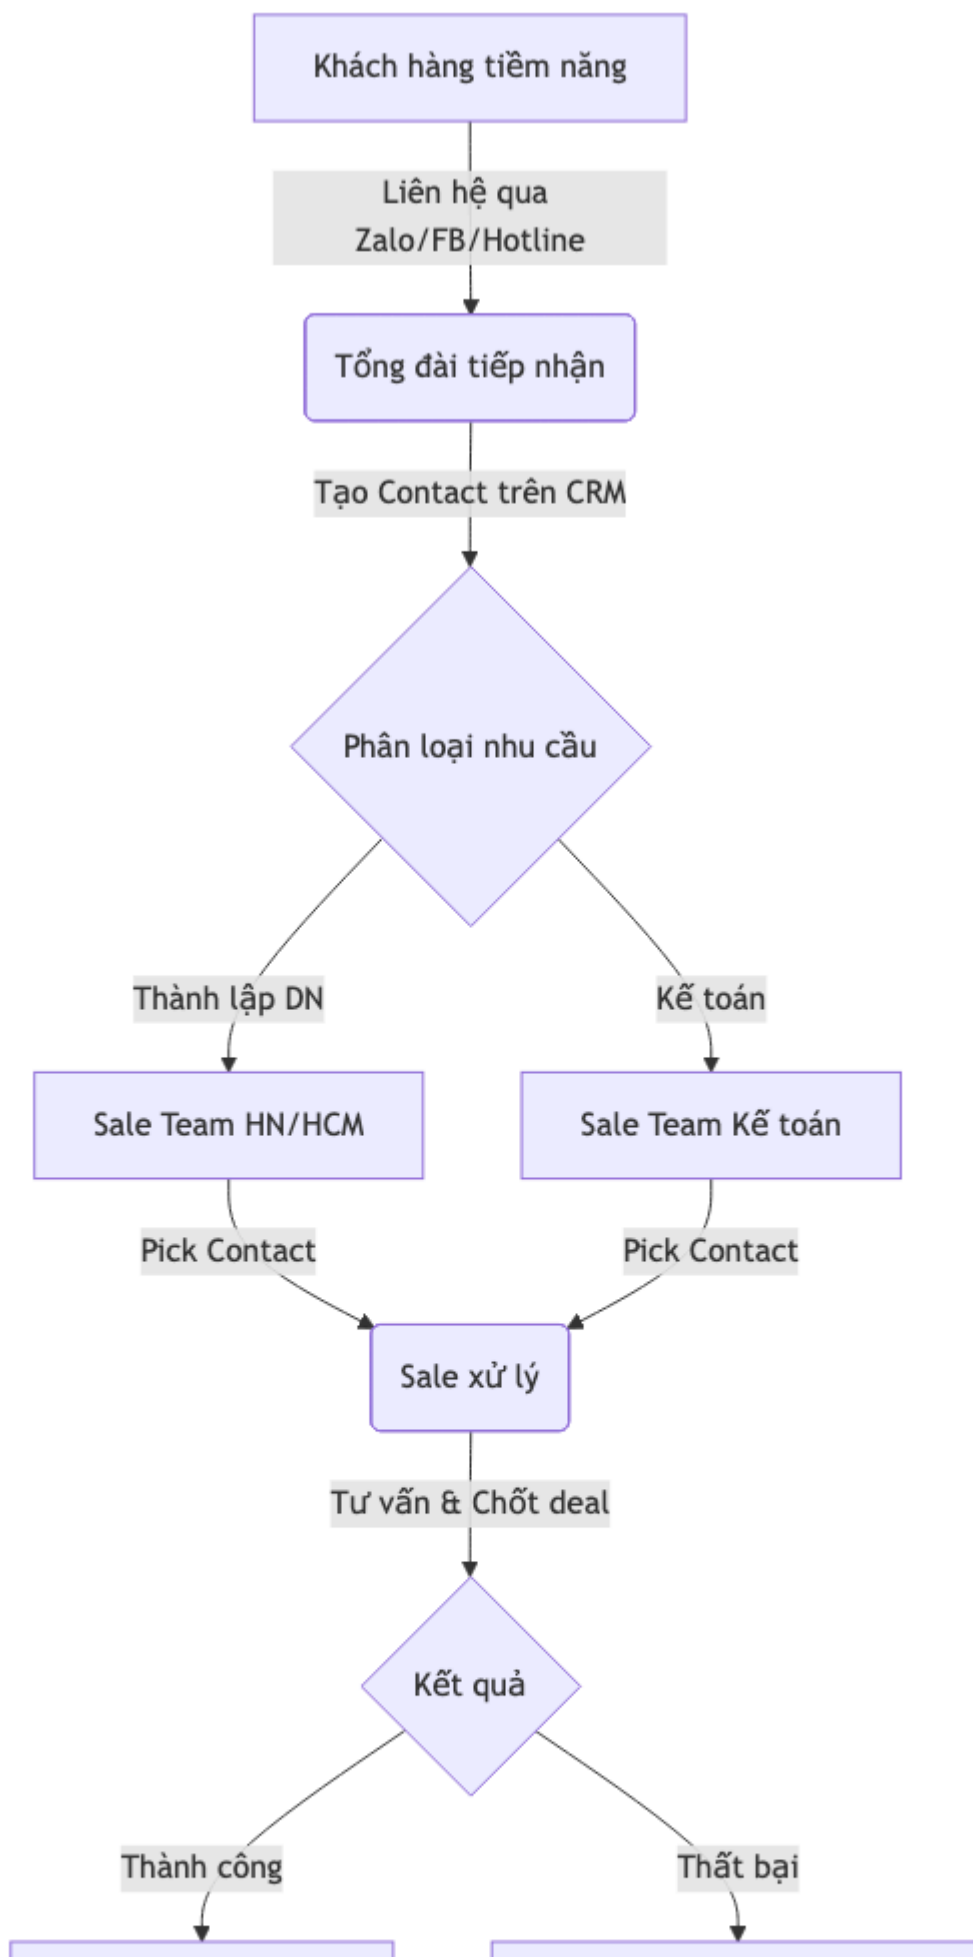 Khách hàng tiềm năng
Liên hệ qua
Zalo/FB/Hotline
Tổng đài tiếp nhận
Tạo Contact trên CRM
Phân loại nhu cầu
Thành lập DN
Kế toán
Sale Team HN/HCM
Sale Team Kế toán
Pick Contact
Pick Contact
Sale xử lý
Tư vấn & Chốt deal
Kết quả
Thành công
Thất bại